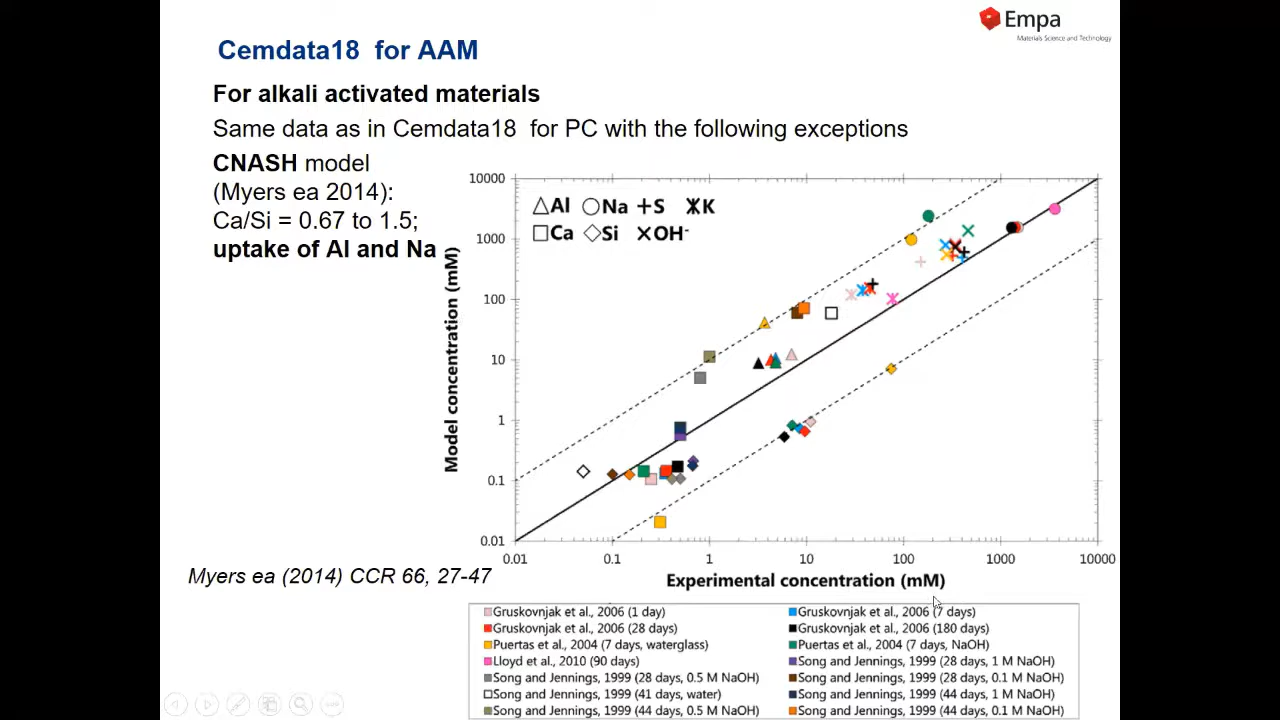 Empa
Materials Science and Technology
Cemdata18 for AAM
For alkali activated materials
Same data as in Cemdata18 for PC with the following exceptions
CNASH model
(Myers ea 2014):
Ca/Si = 0.67 to 1.5;
uptake of Al and Na
10000
1000
100
10
1
0.1
0.01
Model concentration (mM)
Al Na S K
Ca Si OH-
0.01 0.1 1 10 100 1000 10000
Experimental concentration (mM)
Myers ea (2014) CCR 66, 27-47
Gruskovnjak et al., 2006 (1 day) Gruskovnjak et al., 2006 (7 days)
Gruskovnjak et al., 2006 (28 days) Gruskovnjak et al., 2006 (180 days)
Puertas et al., 2004 (7 days, waterglass) Puertas et al., 2004 (7 days, NaOH)
Lloyd et al., 2010 (90 days) Song and Jennings, 1999 (28 days, 1 M NaOH)
Song and Jennings, 1999 (28 days, 0.5 M NaOH) Song and Jennings, 1999 (28 days, 0.1 M NaOH)
Song and Jennings, 1999 (41 days, water) Song and Jennings, 1999 (44 days, 1 M NaOH)
Song and Jennings, 1999 (44 days, 0.5 M NaOH) Song and Jennings, 1999 (44 days, 0.1 M NaOH)